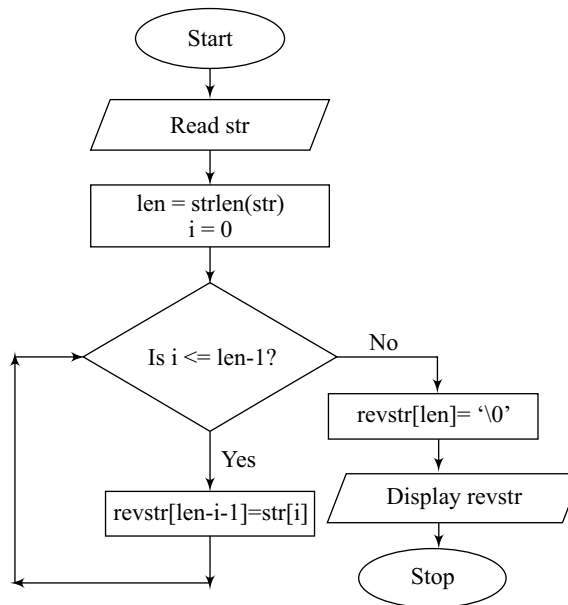 Start
Read str
len = strlen(str)
i = 0
Is i <= len-1?
No
Yes
revstr[len]= ‘\0’
revstr[len-i-1]=str[i]
Display revstr
Stop